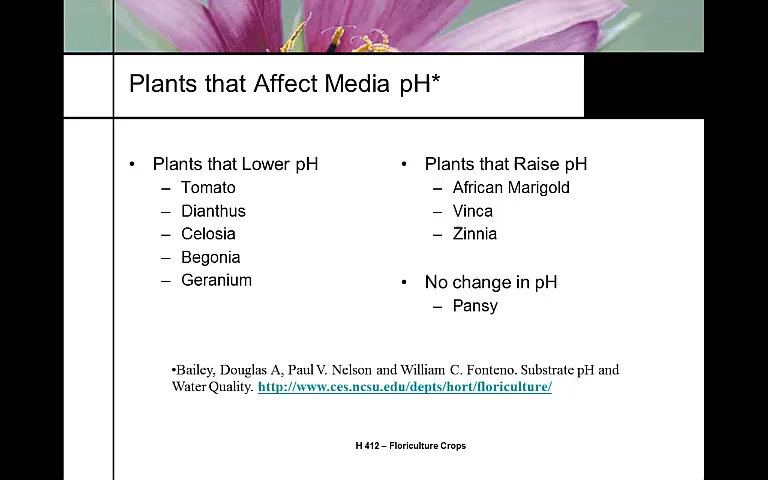 Plants that Affect Media pH*
• Plants that Lower pH
– Tomato
– Dianthus
– Celosia
– Begonia
– Geranium
• Plants that Raise pH
– African Marigold
– Vinca
– Zinnia
• No change in pH
– Pansy
•Bailey, Douglas A, Paul V. Nelson and William C. Fonteno. Substrate pH and
Water Quality. http://www.ces.ncsu.edu/depts/hort/floriculture/
H 412 – Floriculture Crops